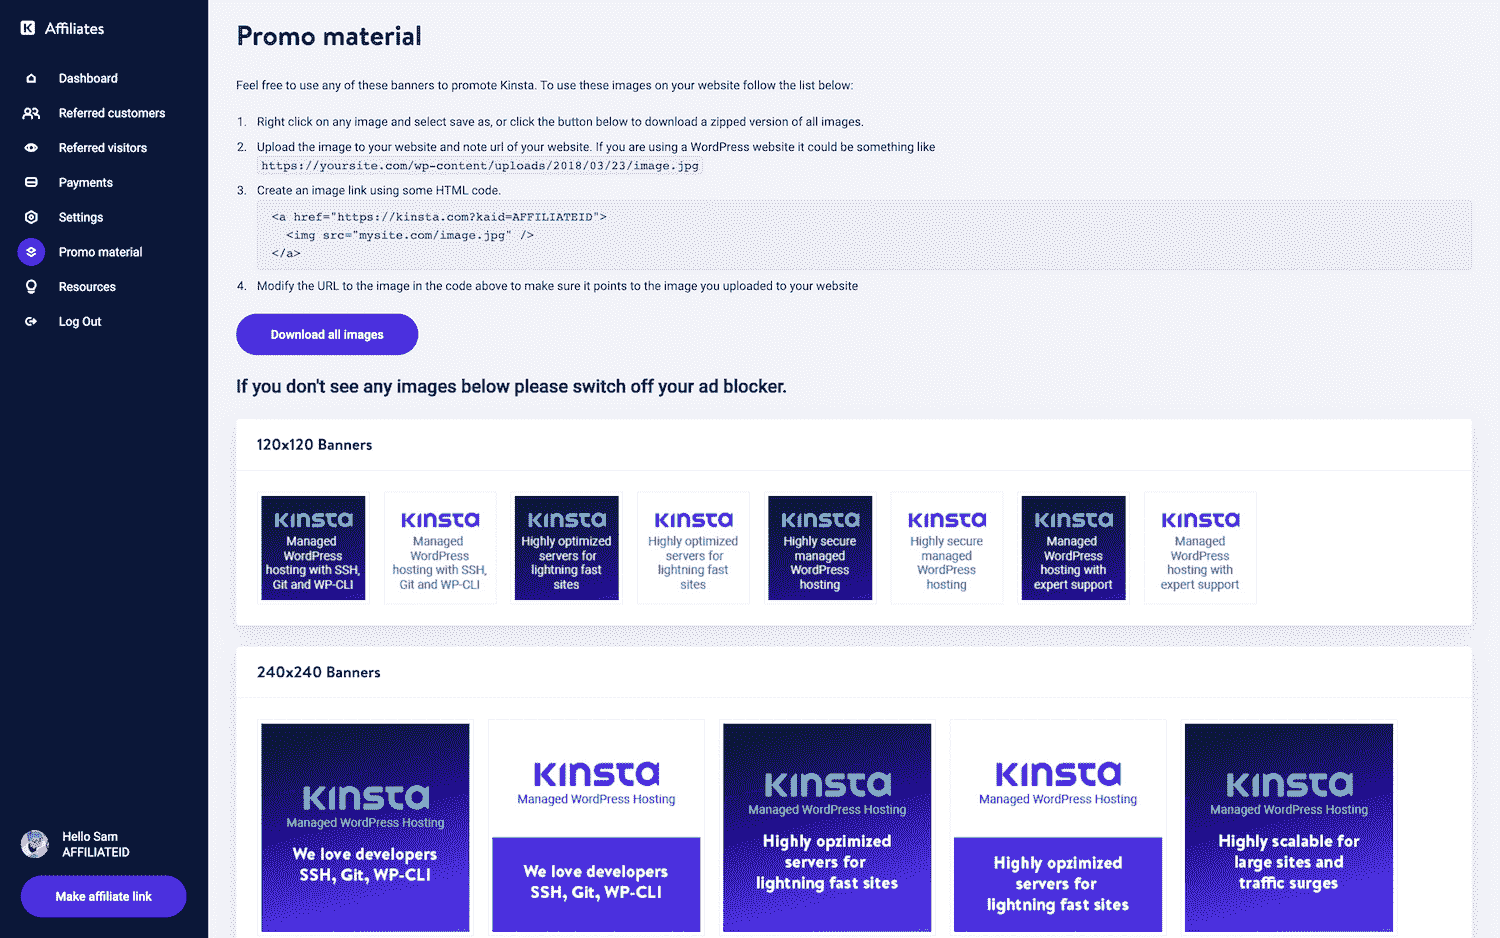 Affiliates
Dashboard
Referred customers
Referred visitors
Payments
Settings
Promo material
Resources
Log Out
Hello Sam
AFFILIATEID
Make affiliate link
Promo material
Feel free to use any of these banners to promote Kinsta. To use these images on your website follow the list below:
1. Right click on any image and select save as, or click the button below to download a zipped version of all images.
2. Upload the image to your website and note url of your website. If you are using a WordPress website it could be something like
https://yoursite.com/wp-content/uploads/2018/03/23/image.jpg
3. Create an image link using some HTML code.
<a href="https://kinsta.com?kaid=AFFILIATEID">
<img src="mysite.com/image.jpg" />
</a>
4. Modify the URL to the image in the code above to make sure it points to the image you uploaded to your website
Download all images
If you don't see any images below please switch off your ad blocker.
120x120 Banners
KINSTA
Managed
WordPress
hosting with SSH,
Git and WP-CLI
KINSTA
Managed
WordPress
hosting with SSH,
Git and WP-CLI
KINSTA
Highly optimized
servers for
lightning fast
sites
KINSTA
Highly optimized
servers for
lightning fast
sites
KINSTA
Highly secure
managed
WordPress
hosting
KINSTA
Highly secure
managed
WordPress
hosting
KINSTA
Managed
WordPress
hosting with
expert support
KINSTA
Managed
WordPress
hosting with
expert support
240x240 Banners
KINSTA
Managed WordPress Hosting
We love developers
SSH, Git, WP-CLI
KINSTA
Managed WordPress Hosting
We love developers
SSH, Git, WP-CLI
KINSTA
Managed WordPress Hosting
Highly opzimized
servers for
lightning fast sites
KINSTA
Managed WordPress Hosting
Highly opzimized
servers for
lightning fast sites
KINSTA
Managed WordPress Hosting
Highly scalable for
large sites and
traffic surges